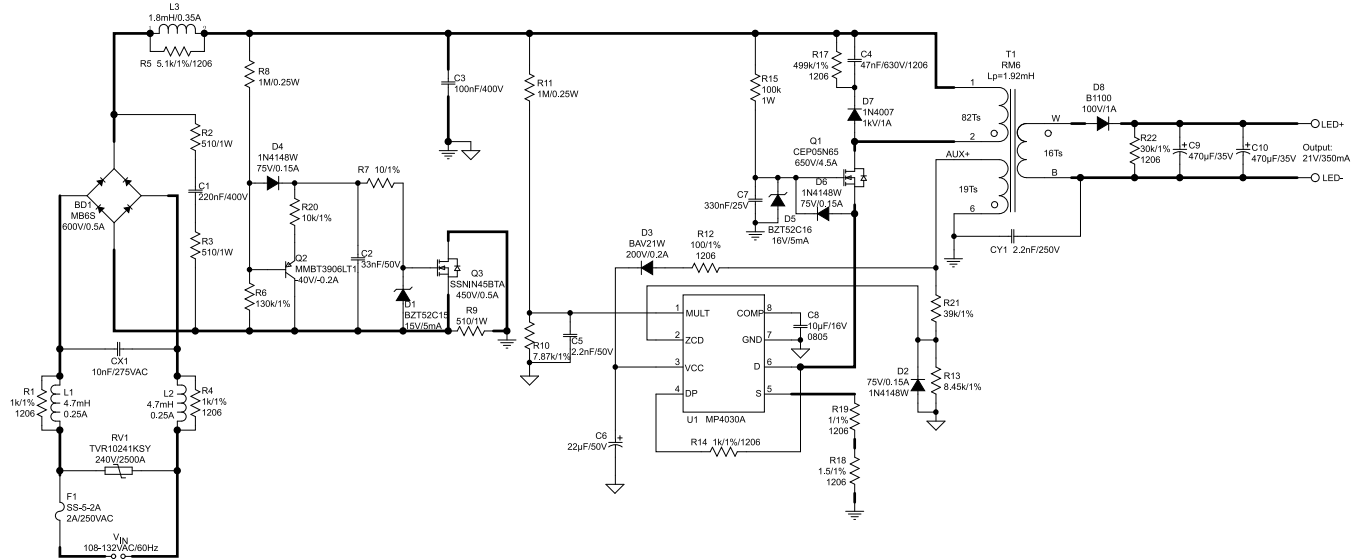 L3
1.8mH/0.35A
R5 5.1k/1%/1206
R8
1M/0.25W
C3
100nF/400V
R11
1M/0.25W
R15
100k
1W
R17
499k/1%
1206
C4
47nF/630V/1206
D7
1N4007
1kV/1A
T1
RM6
Lp=1.92mH
1
82Ts
2
AUX+
19Ts
6
W
16Ts
B
D8
B1100
100V/1A
R22
30k/1%
1206
C9
470µF/35V
C10
470µF/35V
LED+
Output:
21V/350mA
LED-
CY1 2.2nF/250V
R2
510/1W
C1
220nF/400V
R3
510/1W
BD1
MB6S
600V/0.5A
D4
1N4148W
75V/0.15A
R7 10/1%
R20
10k/1%
Q2
MMBT3906LT1
-40V/-0.2A
C2
33nF/50V
R6
130k/1%
D1
BZT52C15
15V/5mA
Q3
SSNIN45BTA
450V/0.5A
R9
510/1W
Q1
CEP05N65
650V/4.5A
D6
1N4148W
75V/0.15A
C7
330nF/25V
D5
BZT52C16
16V/5mA
D3
BAV21W
200V/0.2A
R12
100/1%
1206
R10
7.87k/1%
C5
2.2nF/50V
1 MULT COMP 8
2 ZCD GND 7
3 VCC D 6
4 DP S 5
U1 MP4030A
C8
10µF/16V
0805
R21
39k/1%
D2
75V/0.15A
1N4148W
R13
8.45k/1%
R14 1k/1%/1206
C6
22µF/50V
R19
1/1%
1206
R18
1.5/1%
1206
CX1
10nF/275VAC
R1
1k/1%
1206
L1
4.7mH
0.25A
L2
4.7mH
0.25A
R4
1k/1%
1206
RV1
TVR10241KSY
240V/2500A
F1
SS-5-2A
2A/250VAC
VIN
108-132VAC/60Hz